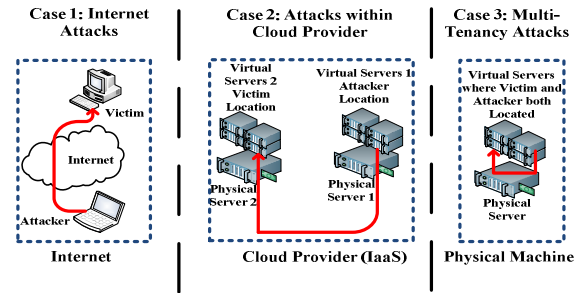 Case 1: Internet
Attacks
Victim
Internet
Attacker
Internet
Case 2: Attacks within
Cloud Provider
Virtual
Servers 2
Victim
Location
Virtual Servers 1
Attacker
Location
Physical
Server 2
Physical
Server 1
Cloud Provider (IaaS)
Case 3: Multi-
Tenancy Attacks
Virtual Servers
where Victim and
Attacker both
Located
Physical
Server
Physical Machine